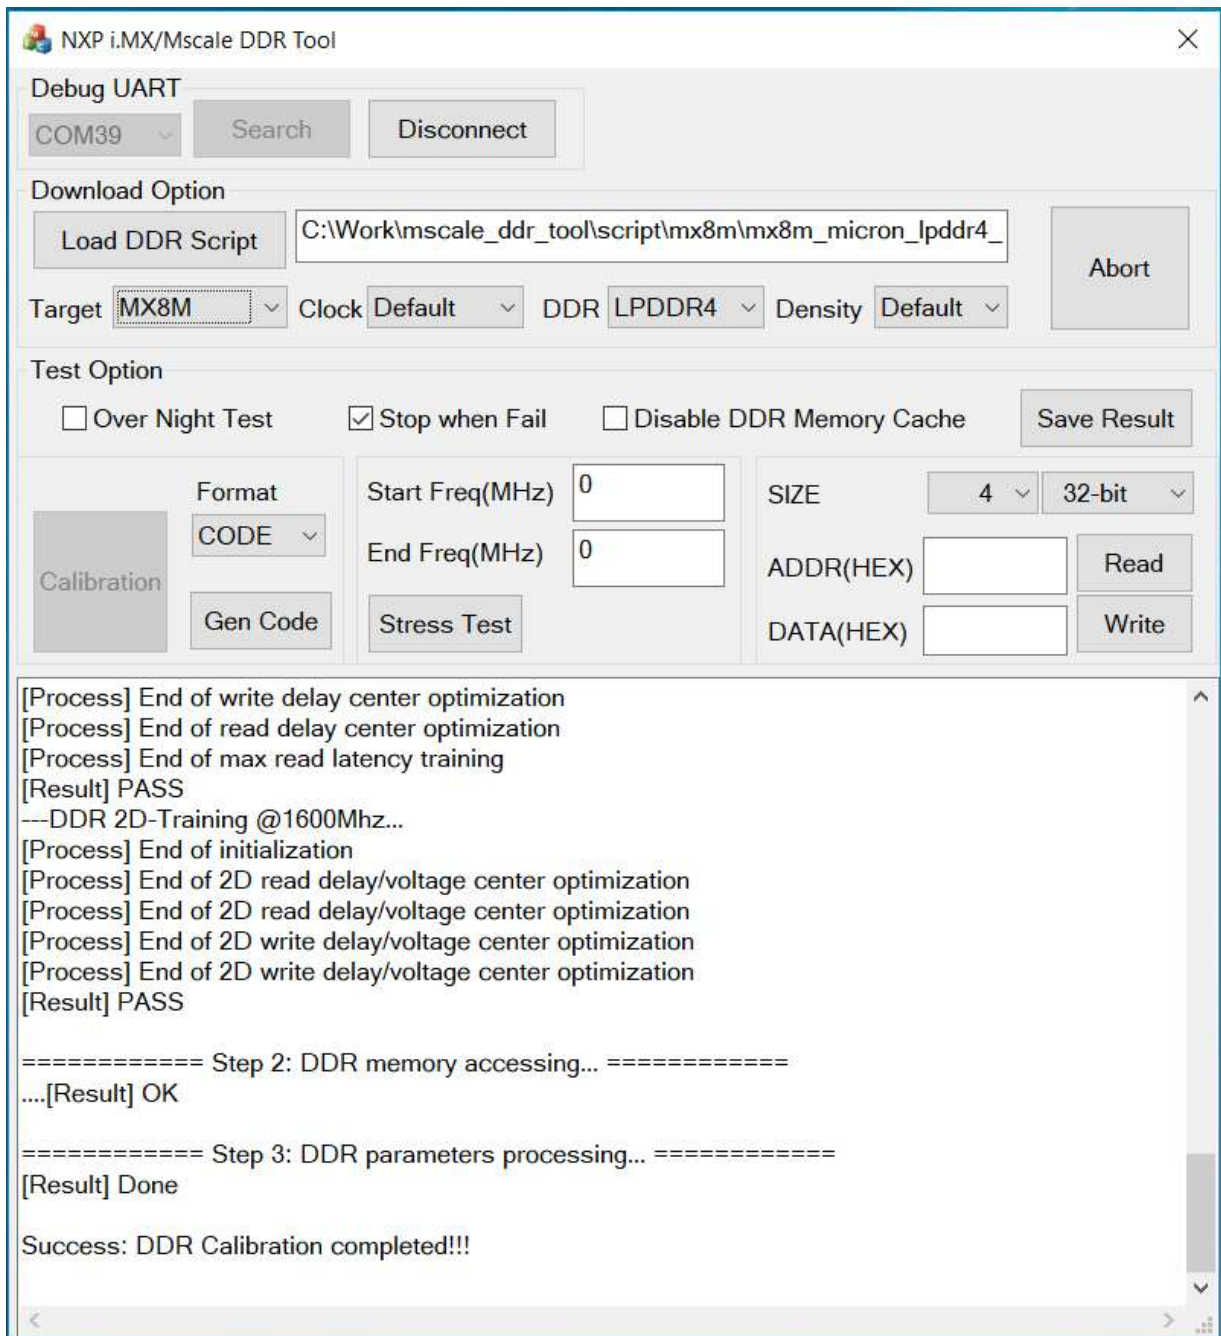 NXP i.MX/Mscale DDR Tool
Debug UART
COM39 Search Disconnect
Download Option
Load DDR Script C:\Work\mscale_ddr_tool\script\mx8m\mx8m_micron_lpddr4_ Abort
Target MX8M Clock Default DDR LPDDR4 Density Default
Test Option
Over Night Test Stop when Fail Disable DDR Memory Cache Save Result
Format Start Freq(MHz) 0 SIZE 4 32-bit
CODE End Freq(MHz) 0 ADDR(HEX) Read
Calibration Gen Code Stress Test DATA(HEX) Write
[Process] End of write delay center optimization
[Process] End of read delay center optimization
[Process] End of max read latency training
[Result] PASS
---DDR 2D-Training @1600Mhz...
[Process] End of initialization
[Process] End of 2D read delay/voltage center optimization
[Process] End of 2D read delay/voltage center optimization
[Process] End of 2D write delay/voltage center optimization
[Process] End of 2D write delay/voltage center optimization
[Result] PASS
============ Step 2: DDR memory accessing... ============
....[Result] OK
============ Step 3: DDR parameters processing... ============
[Result] Done
Success: DDR Calibration completed!!!